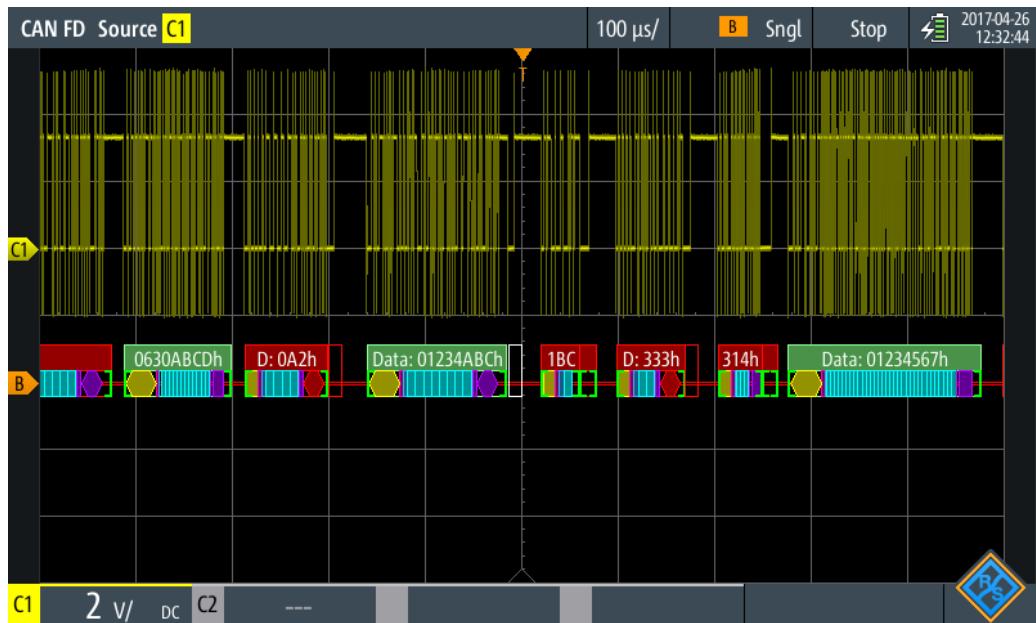 CAN FD Source C1
100 µs/
B Sngl
Stop
2017-04-26
12:32:44
T
C1
0630ABCDh
D: 0A2h
Data: 01234ABCh
1BC
D: 333h
314h
Data: 01234567h
B
C1 2 V/ DC
C2 ---
R&S